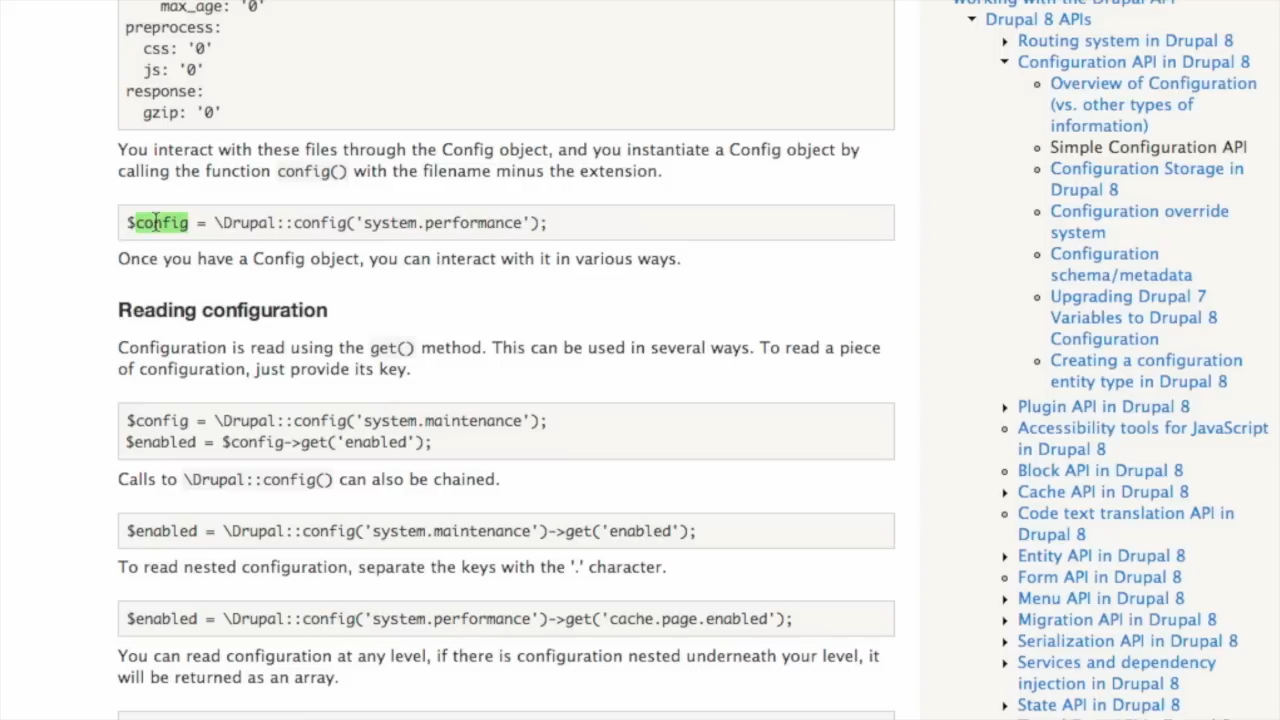 max_age: '0'
preprocess:
css: '0'
js: '0'
response:
gzip: '0'
You interact with these files through the Config object, and you instantiate a Config object by
calling the function config() with the filename minus the extension.
$config = \Drupal::config('system.performance');
Once you have a Config object, you can interact with it in various ways.
Reading configuration
Configuration is read using the get() method. This can be used in several ways. To read a piece
of configuration, just provide its key.
$config = \Drupal::config('system.maintenance');
$enabled = $config->get('enabled');
Calls to \Drupal::config() can also be chained.
$enabled = \Drupal::config('system.maintenance')->get('enabled');
To read nested configuration, separate the keys with the '.' character.
$enabled = \Drupal::config('system.performance')->get('cache.page.enabled');
You can read configuration at any level, if there is configuration nested underneath your level, it
will be returned as an array.
working with the Drupal API
Drupal 8 APIs
Routing system in Drupal 8
Configuration API in Drupal 8
Overview of Configuration
(vs. other types of
information)
Simple Configuration API
Configuration Storage in
Drupal 8
Configuration override
system
Configuration
schema/metadata
Upgrading Drupal 7
Variables to Drupal 8
Configuration
Creating a configuration
entity type in Drupal 8
Plugin API in Drupal 8
Accessibility tools for JavaScript
in Drupal 8
Block API in Drupal 8
Cache API in Drupal 8
Code text translation API in
Drupal 8
Entity API in Drupal 8
Form API in Drupal 8
Menu API in Drupal 8
Migration API in Drupal 8
Serialization API in Drupal 8
Services and dependency
injection in Drupal 8
State API in Drupal 8